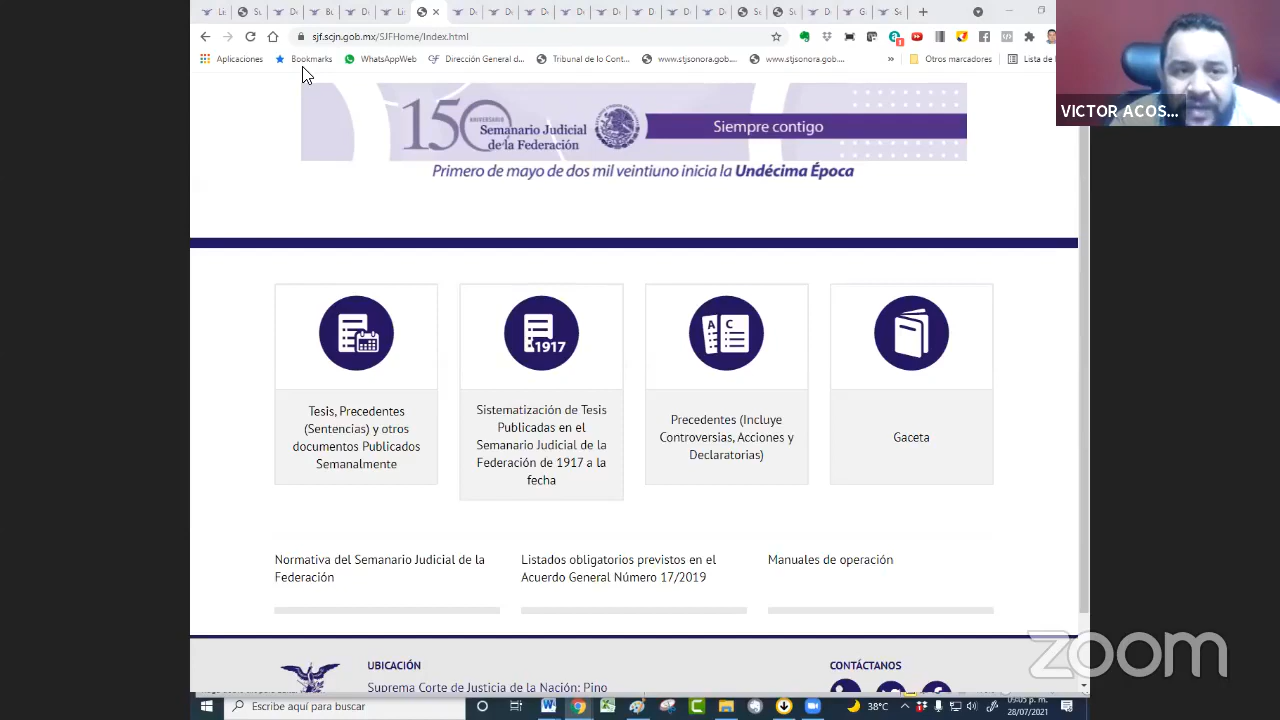 sjf.scjn.gob.mx/SJFHome/Index.html
Aplicaciones Bookmarks WhatsAppWeb Dirección General d... Tribunal de lo Cont... www.stjsonora.gob.... www.stjsonora.gob.... » Otros marcadores Lista de
VICTOR ACOS...
150
ANIVERSARIO
Semanario Judicial
de la Federación
Siempre contigo
Primero de mayo de dos mil veintiuno inicia la Undécima Época
1917
A C
Tesis, Precedentes
(Sentencias) y otros
documentos Publicados
Semanalmente
Sistematización de Tesis
Publicadas en el
Semanario Judicial de la
Federación de 1917 a la
fecha
Precedentes (Incluye
Controversias, Acciones y
Declaratorias)
Gaceta
Normativa del Semanario Judicial de la
Federación
Listados obligatorios previstos en el
Acuerdo General Número 17/2019
Manuales de operación
UBICACIÓN
Suprema Corte de Justicia de la Nación: Pino
CONTÁCTANOS
zoom
Escribe aquí para buscar
38°C
09:05 p. m.
28/07/2021